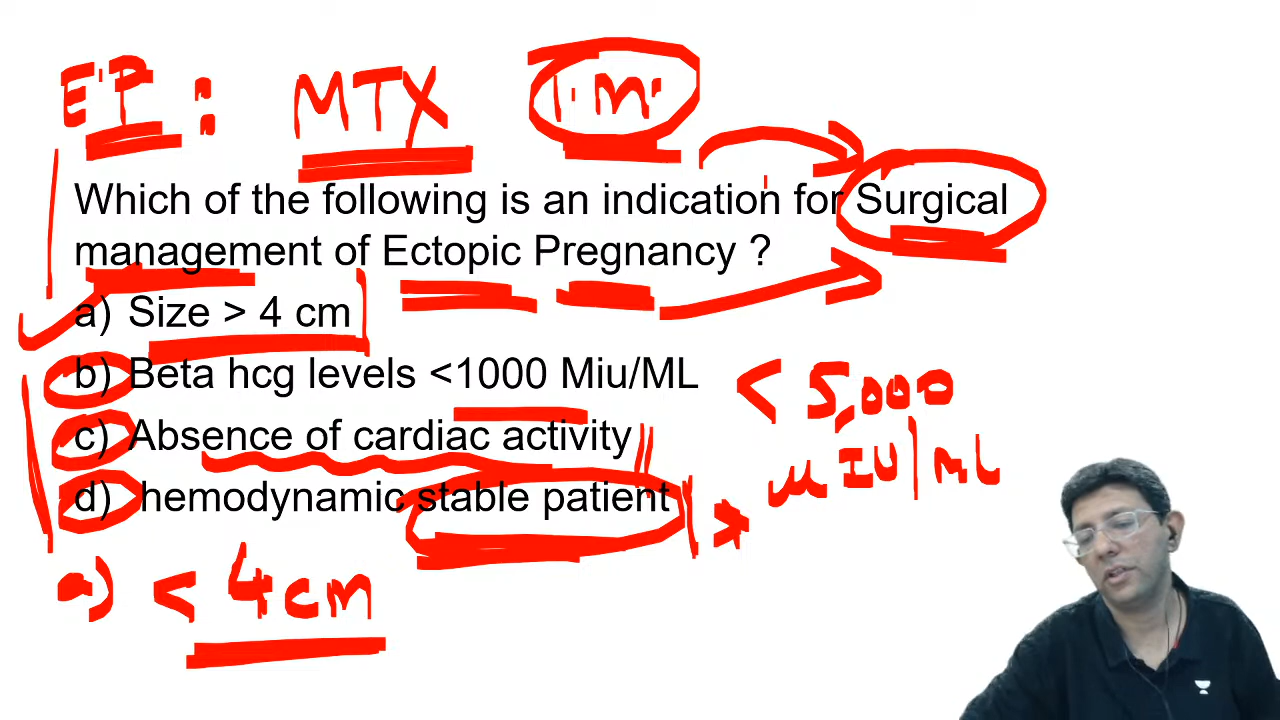 EP : MTX I.M.
Which of the following is an indication for Surgical
management of Ectopic Pregnancy ?
a) Size > 4 cm
b) Beta hcg levels <1000 Miu/ML
< 5,000
c) Absence of cardiac activity
μIU/mL
d) hemodynamic stable patient
a) < 4cm